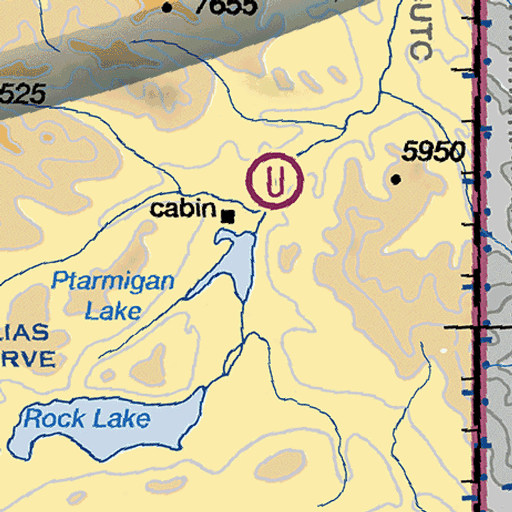 7655
UTC
525
5950
U
cabin
Ptarmigan
Lake
LIAS
RVE
Rock Lake